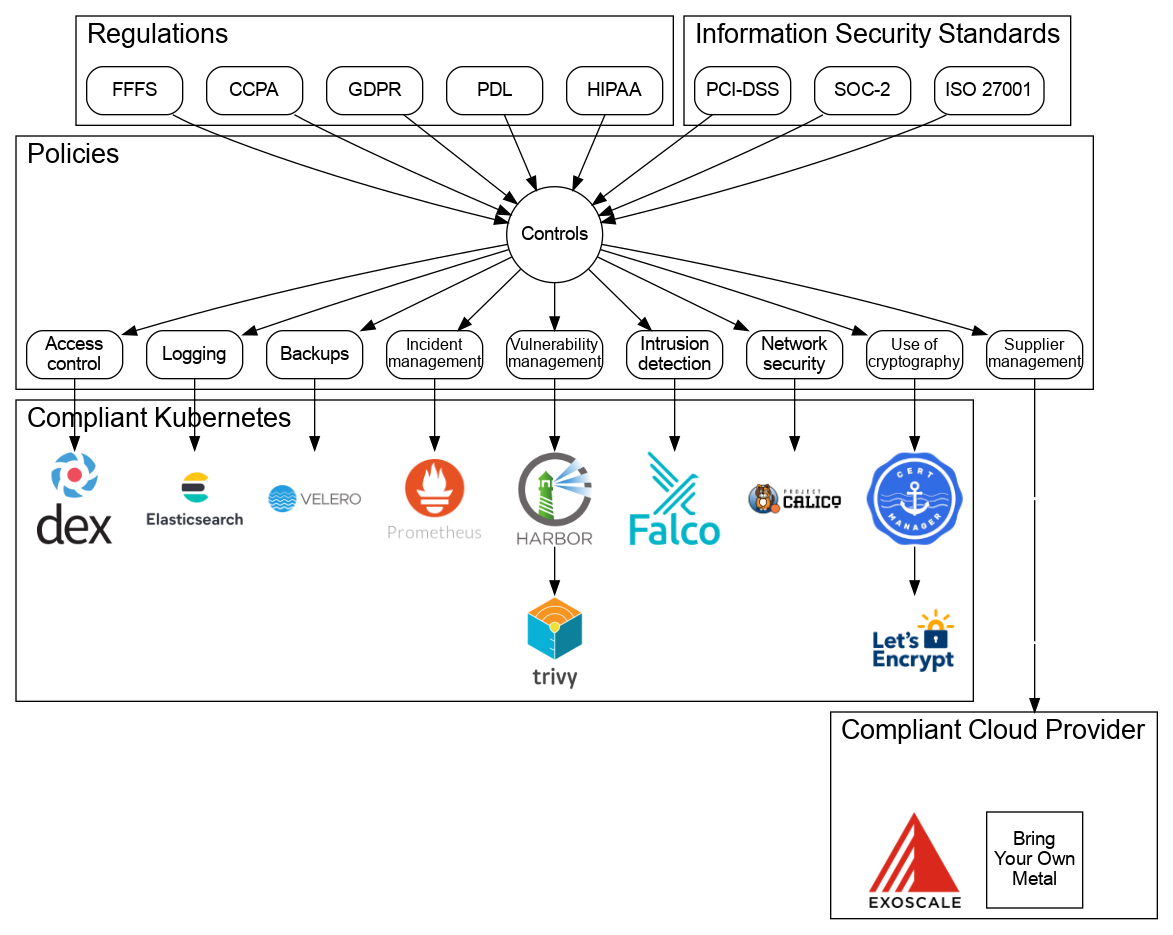 Regulations
Information Security Standards
FFFS
CCPA
GDPR
PDL
HIPAA
PCI-DSS
SOC-2
ISO 27001
Policies
Controls
Access
control
Logging
Backups
Incident
management
Vulnerability
management
Intrusion
detection
Network
security
Use of
cryptography
Supplier
management
Compliant Kubernetes
dex
Elasticsearch
VELERO
Prometheus
HARBOR
Falco
PROJECT
CALICO
CERT
MANAGER
trivy
Let's
Encrypt
Compliant Cloud Provider
EXOSCALE
Bring
Your Own
Metal